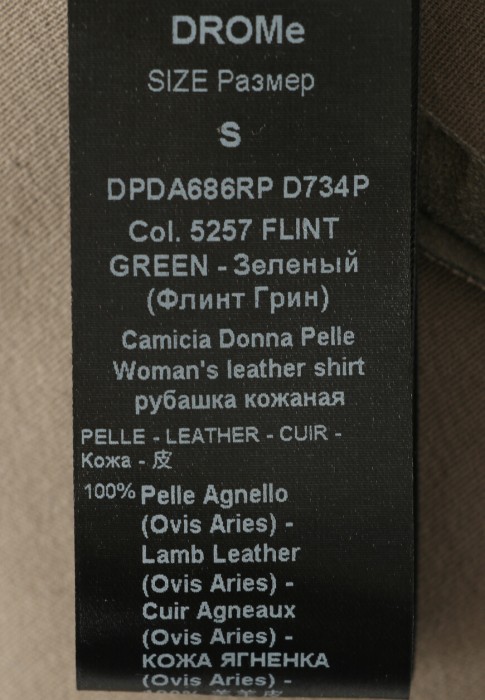 DROMe
SIZE Размер
S
DPDA686RP D734P
Col. 5257 FLINT
GREEN - Зеленый
(Флинт Грин)
Camicia Donna Pelle
Woman's leather shirt
рубашка кожаная
PELLE - LEATHER - CUIR -
Кожа - 皮
100% Pelle Agnello
(Ovis Aries) -
Lamb Leather
(Ovis Aries) -
Cuir Agneaux
(Ovis Aries) -
КОЖА ЯГНЕНКА
(Ovis Aries) -